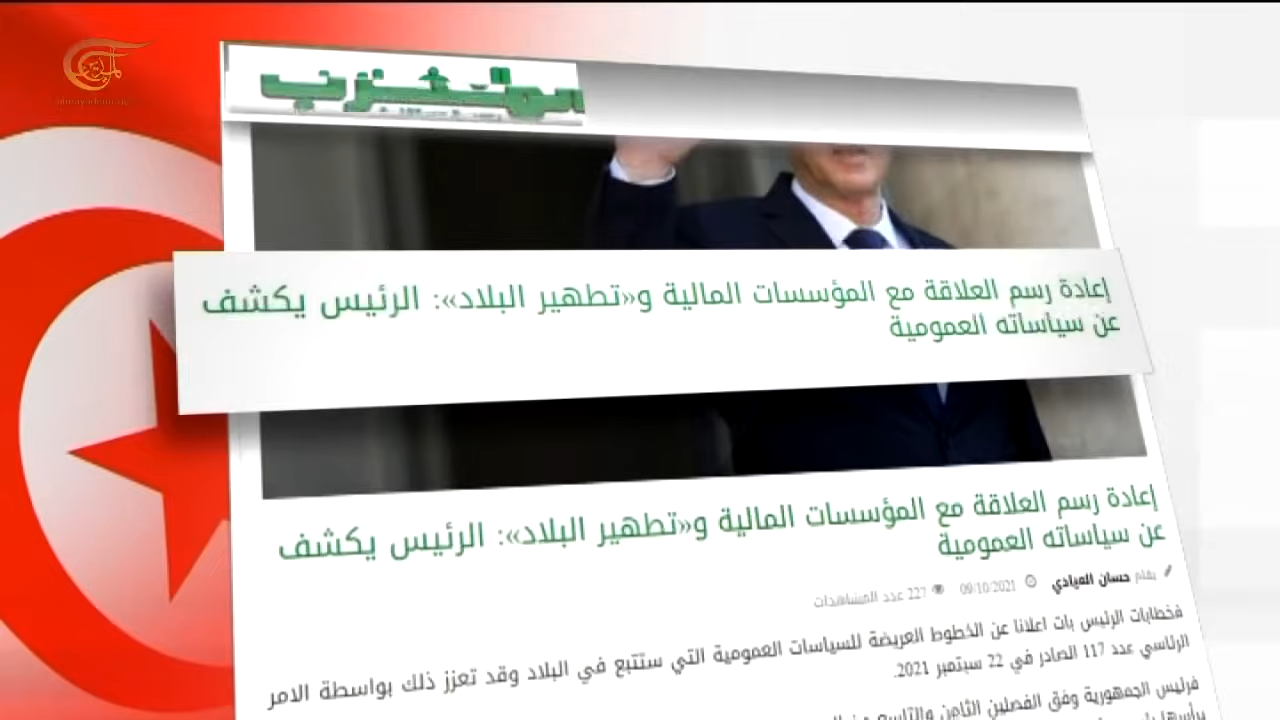 الميادين
almayadeen
المغرب
إعادة رسم العلاقة مع المؤسسات المالية و«تطهير البلاد»: الرئيس يكشف
عن سياساته العمومية
إعادة رسم العلاقة مع المؤسسات المالية و«تطهير البلاد»: الرئيس يكشف
عن سياساته العمومية
بقلم حسان العيادي 09/10/2021 227 عدد المشاهدات
فخطابات الرئيس بات اعلانا عن الخطوط العريضة للسياسات العمومية التي ستتبع في البلاد وقد تعزز ذلك بواسطة الامر
الرئاسي عدد 117 الصادر في 22 سبتمبر 2021.
فرئيس الجمهورية وفق الفصلين الثامن والتاسع من